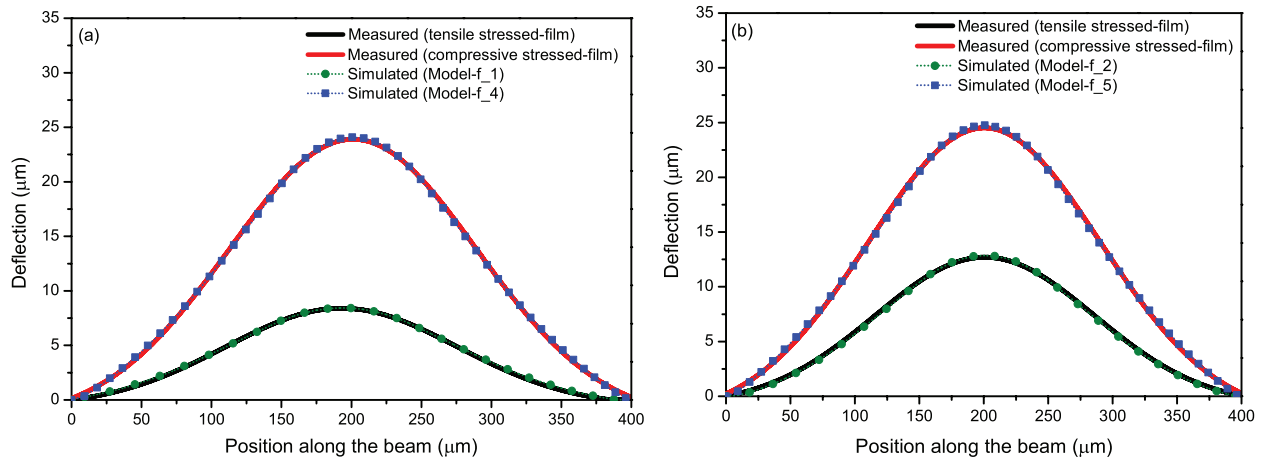 (a)
Measured (tensile stressed-film)
Measured (compressive stressed-film)
Simulated (Model-f_1)
Simulated (Model-f_4)
35
30
25
20
15
10
5
0
Deflection (μm)
0 50 100 150 200 250 300 350 400
Position along the beam (μm)
(b)
Measured (tensile stressed-film)
Measured (compressive stressed-film)
Simulated (Model-f_2)
Simulated (Model-f_5)
35
30
25
20
15
10
5
0
Deflection (μm)
0 50 100 150 200 250 300 350 400
Position along the beam (μm)